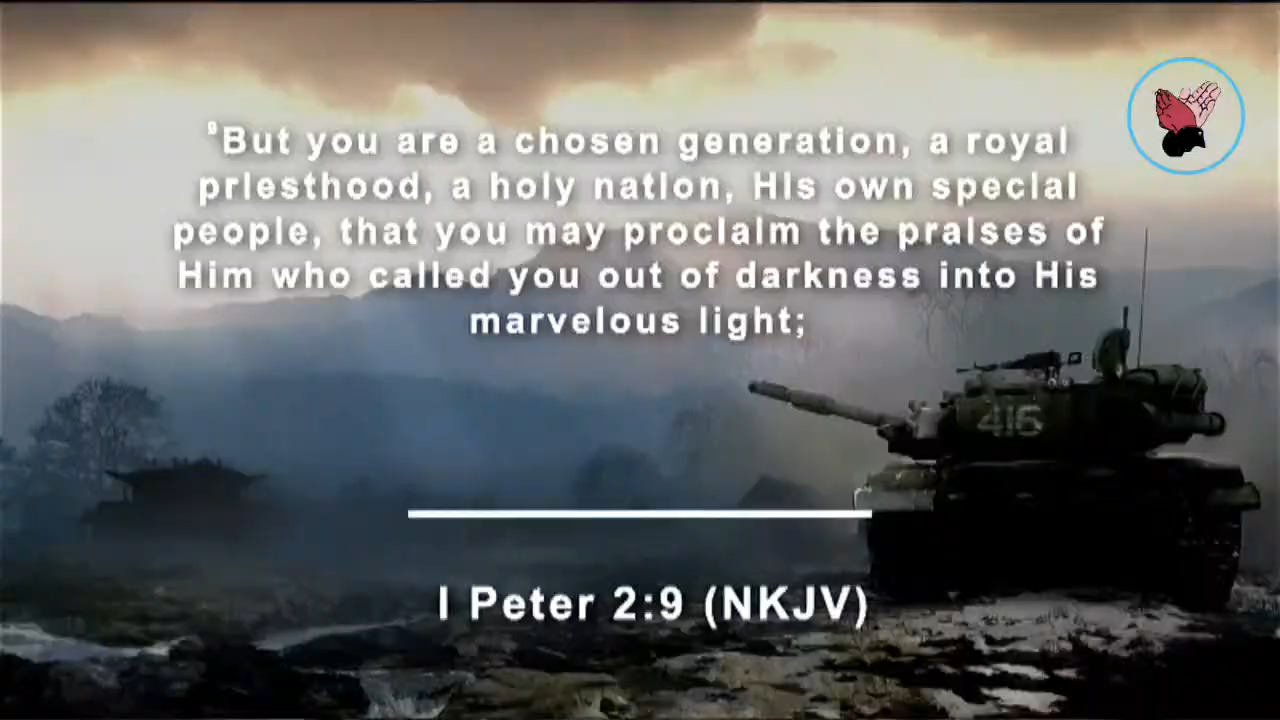 ⁹But you are a chosen generation, a royal
priesthood, a holy nation, His own special
people, that you may proclaim the praises of
Him who called you out of darkness into His
marvelous light;
416
I Peter 2:9 (NKJV)